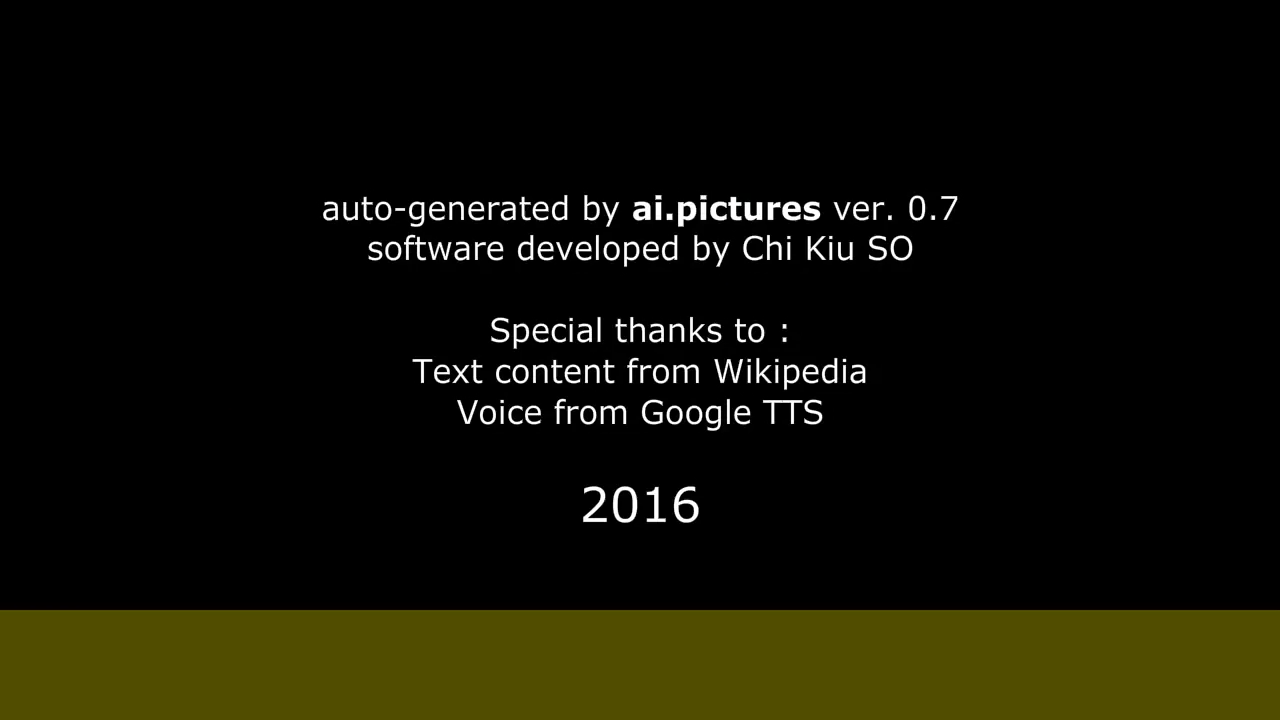 auto-generated by ai.pictures ver. 0.7
software developed by Chi Kiu SO
Special thanks to :
Text content from Wikipedia
Voice from Google TTS
2016